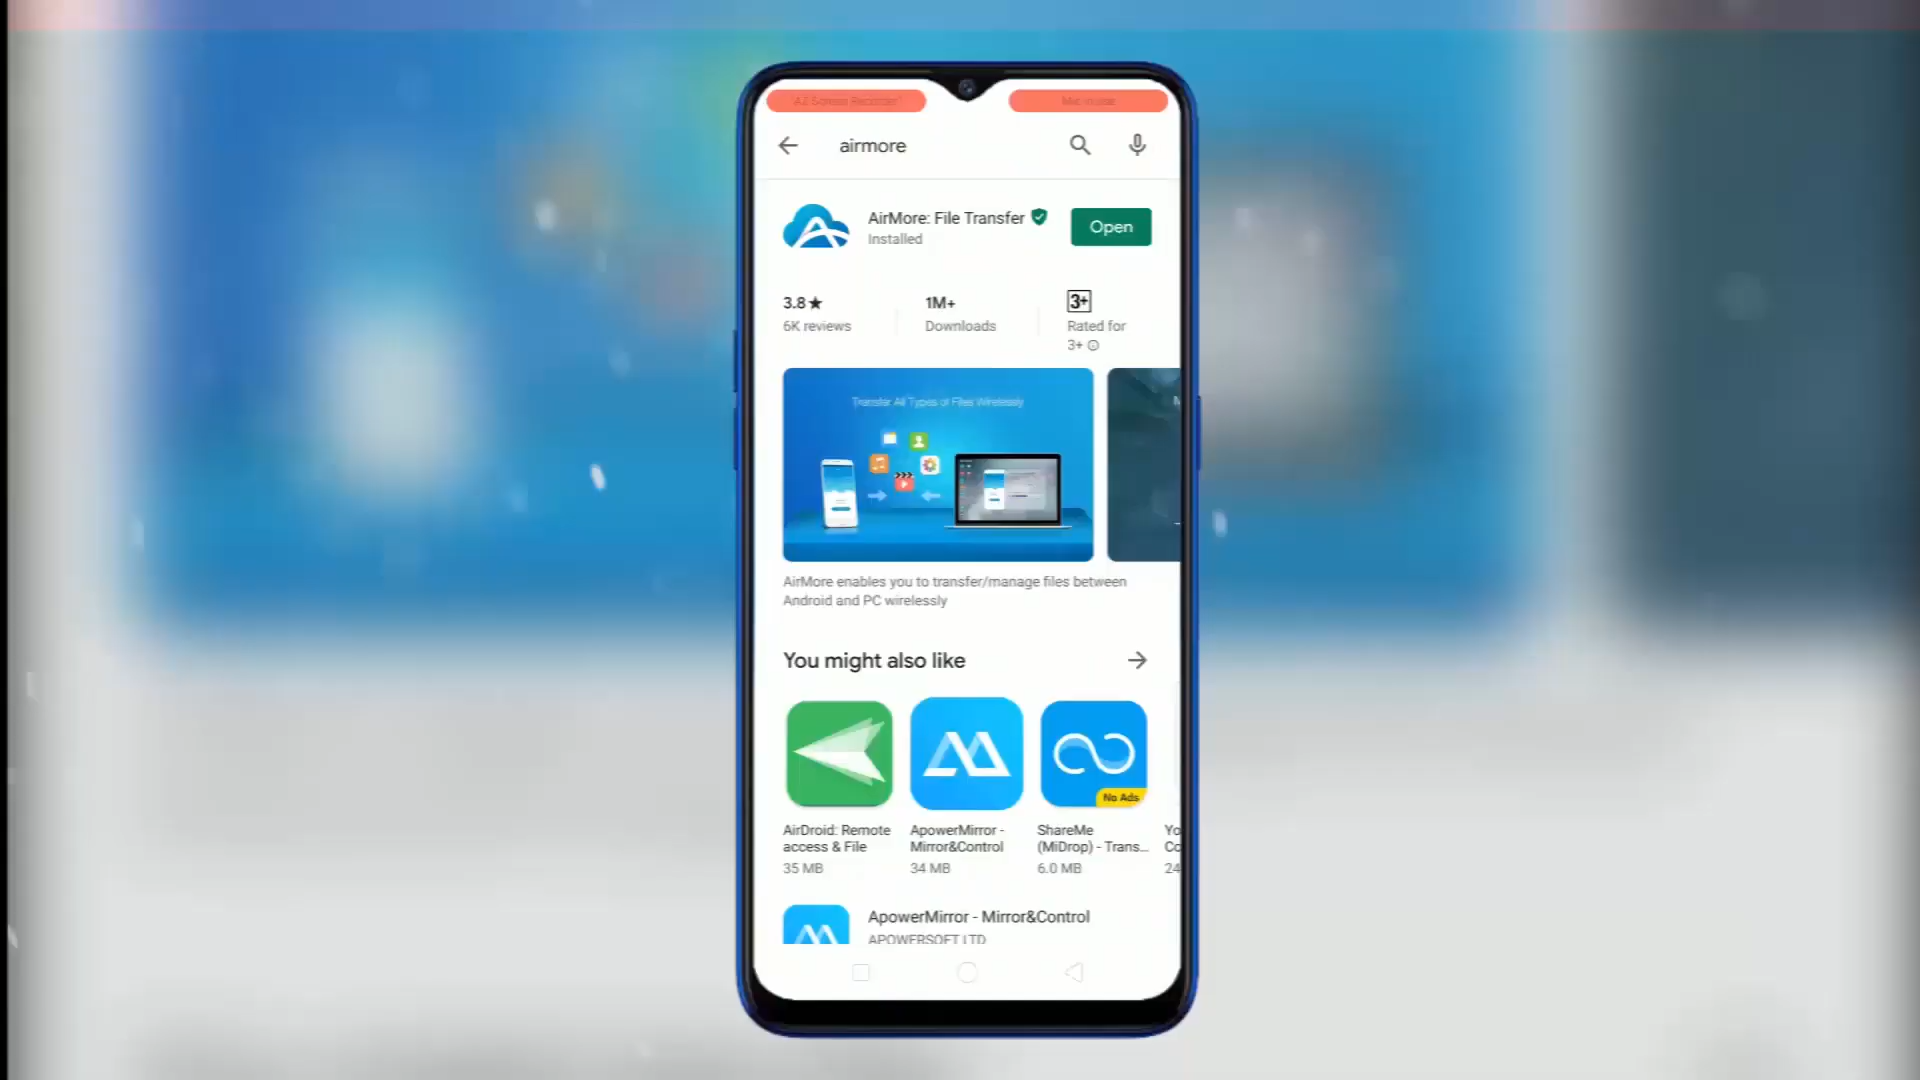 airmore
AirMore: File Transfer
Installed
Open
3.8★
6K reviews
1M+
Downloads
3+
Rated for
3+
Transfer All Types of Files Wirelessly
AirMore enables you to transfer/manage files between
Android and PC wirelessly
You might also like
No Ads
AirDroid: Remote
access & File
35 MB
ApowerMirror -
Mirror&Control
34 MB
ShareMe
(MiDrop) - Trans...
6.0 MB
Yo
Co
24
ApowerMirror - Mirror&Control
APOWERSOFT LTD